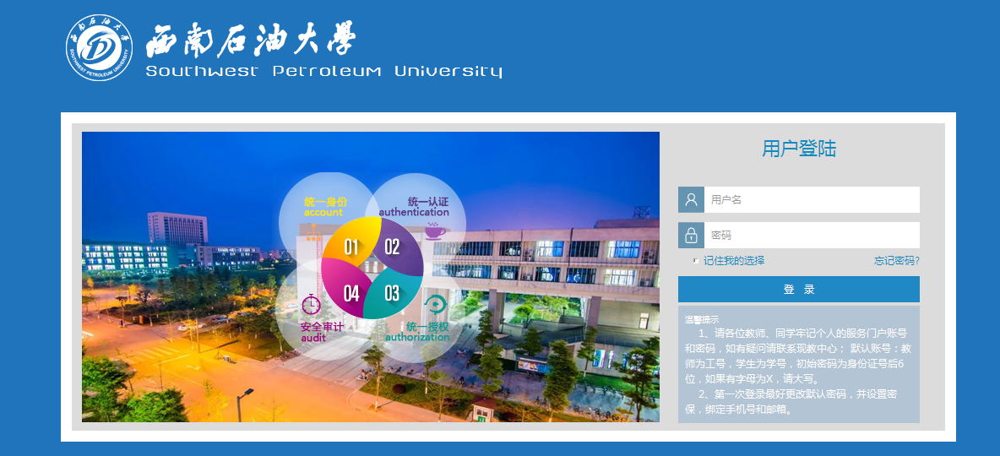 西南石油大學
SOUTHWEST PETROLEUM UNIVERSITY
Southwest Petroleum University
用户登陆
统一身份
account
统一认证
authentication
01
02
04
03
安全审计
audit
统一授权
authorization
用户名
密码
记住我的选择
忘记密码?
登 录
温馨提示
1、请各位教师、同学牢记个人的服务门户账号
和密码，如有疑问请联系现教中心； 默认账号：教
师为工号，学生为学号，初始密码为身份证号后6
位，如果有字母为X，请大写。
2、第一次登录最好更改默认密码，并设置密
保，绑定手机号和邮箱。